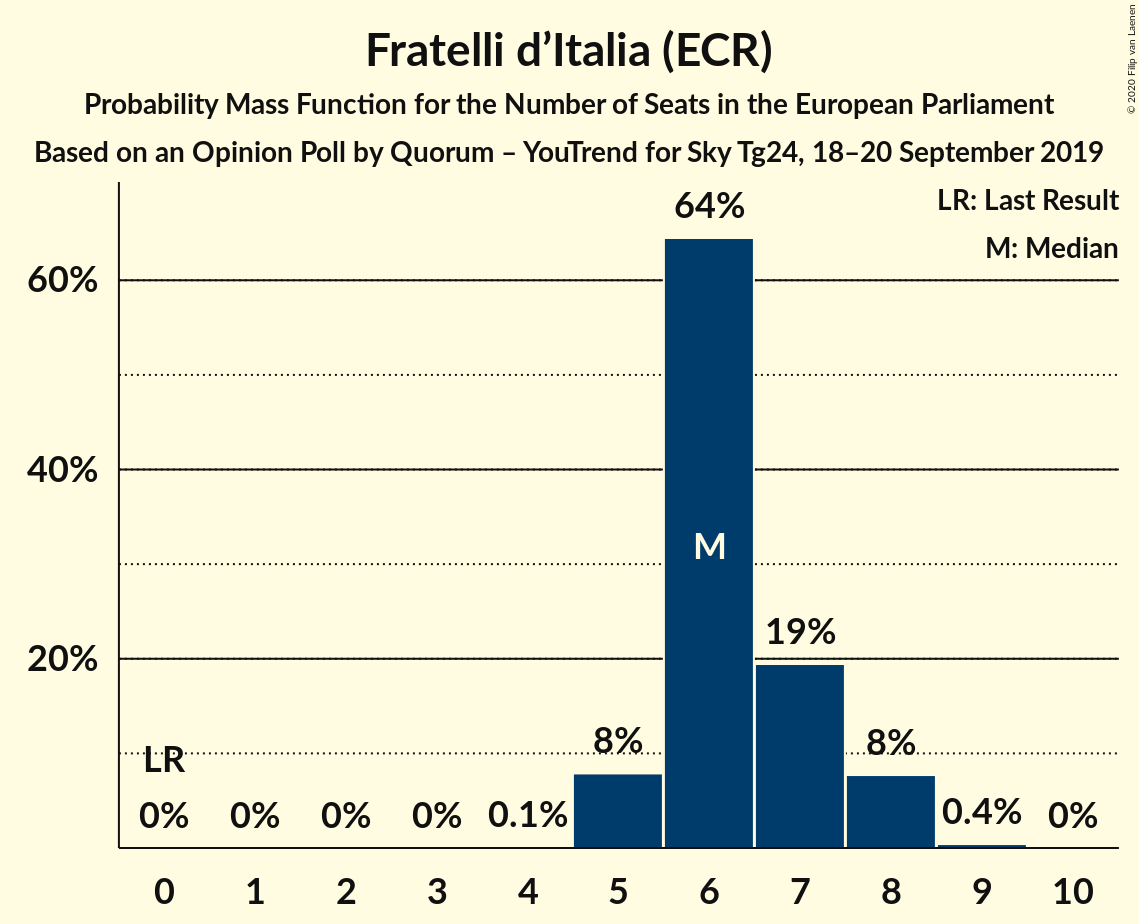 Fratelli d’Italia (ECR)
Probability Mass Function for the Number of Seats in the European Parliament
Based on an Opinion Poll by Quorum – YouTrend for Sky Tg24, 18–20 September 2019
© 2020 Filip van Laenen
LR: Last Result
M: Median
64%
60%
40%
M
19%
20%
8%
8%
LR
0%
0%
0%
0%
0.1%
0.4%
0%
0 1 2 3 4 5 6 7 8 9 10